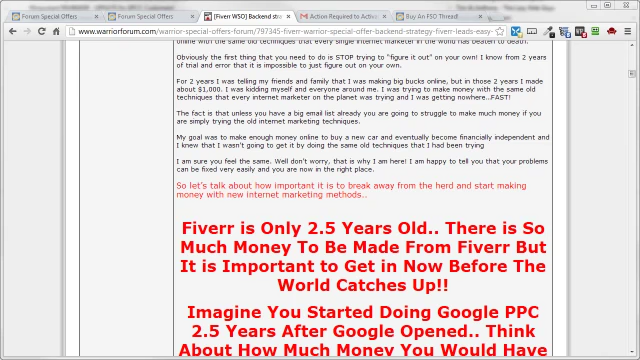 Forum Special Offers
Forum Special Offers
[Fiverr WSO] Backend stra
Action Required to Activa
Buy An FSO Thread!
www.warriorforum.com/warrior-special-offers-forum/797345-fiverr-warrior-special-offer-backend-strategy-fiverr-leads-easy-
online with the same old techniques that every single internet marketer in the world has beaten to death.
Obviously the first thing that you need to do is STOP trying to "figure it out" on your own! I know from 2 years
of trial and error that it is impossible to just figure out on your own.
For 2 years I was telling my friends and family that I was making big bucks online, but in those 2 years I made
about $1,000. I was kidding myself and everyone around me. I was trying to make money with the same old
techniques that every internet marketer on the planet was trying and I was getting nowhere..FAST!
The fact is that unless you have a big email list already you are going to struggle to make much money if you
are simply trying the old internet marketing techniques.
My goal was to make enough money online to buy a new car and eventually become financially independent and
I knew that I wasn't going to get it by doing the same old techniques that I had been trying
I am sure you feel the same. Well don't worry, that is why I am here! I am happy to tell you that your problems
can be fixed very easily and you are now in the right place.
So let's talk about how important it is to break away from the herd and start making
money with new internet marketing methods..
Fiverr is Only 2.5 Years Old.. There is So
Much Money To Be Made From Fiverr But
It is Important to Get in Now Before The
World Catches Up!!
Imagine You Started Doing Google PPC
2.5 Years After Google Opened.. Think
About How Much Money You Would Have